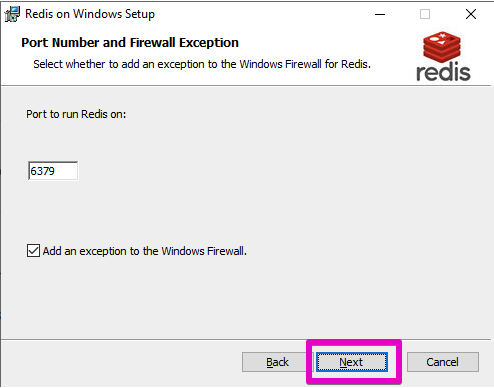 Redis on Windows Setup
Port Number and Firewall Exception
Select whether to add an exception to the Windows Firewall for Redis.
redis
Port to run Redis on:
6379
Add an exception to the Windows Firewall.
Back
Next
Cancel